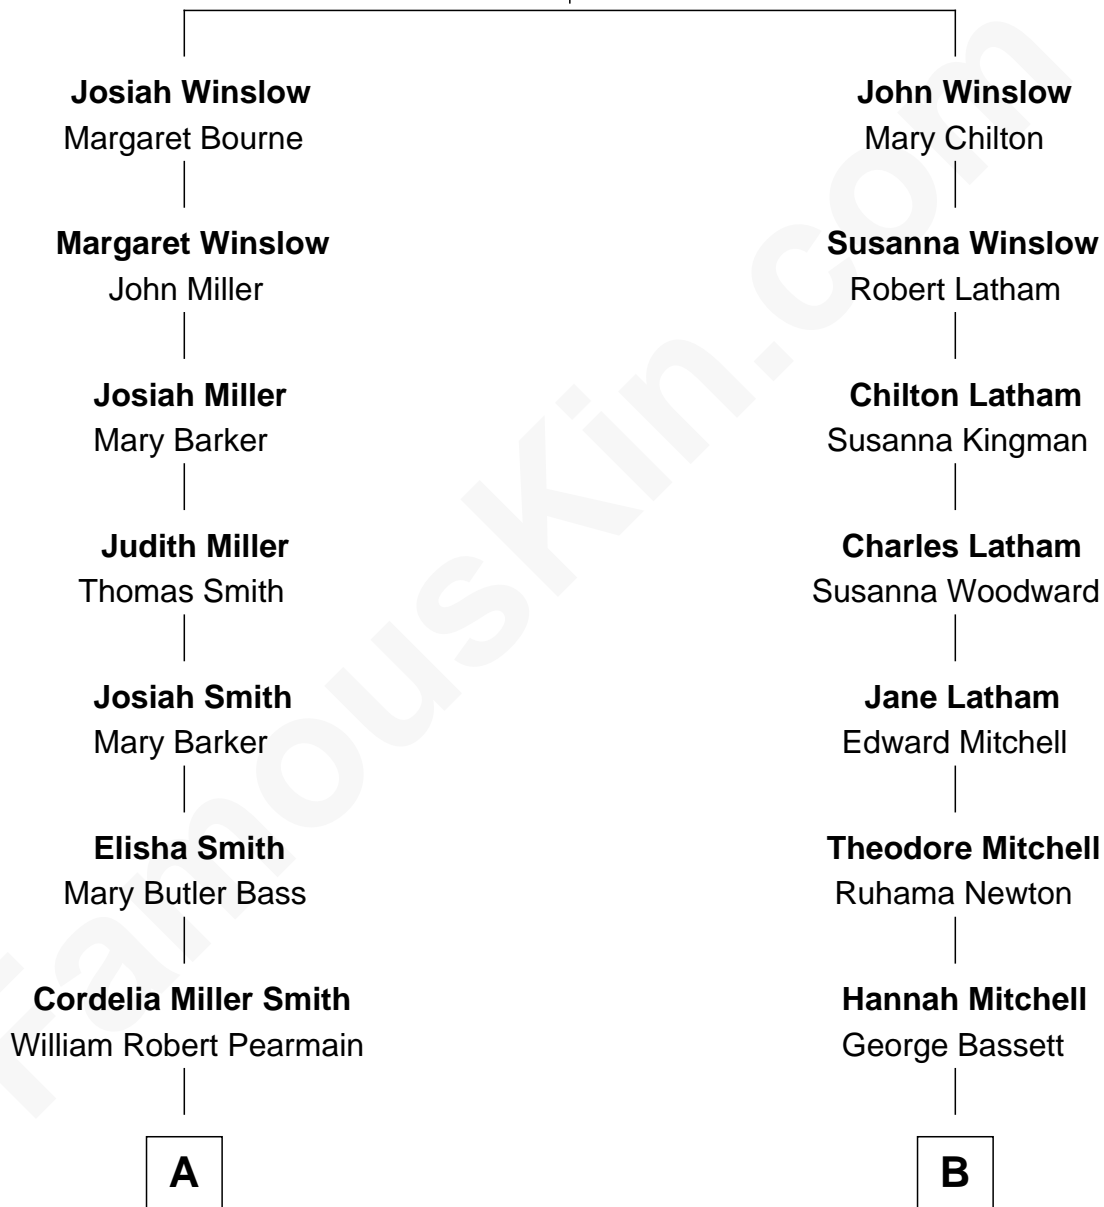 Josiah Winslow
Margaret Bourne
Margaret Winslow
John Miller
Josiah Miller
Mary Barker
Judith Miller
Thomas Smith
Josiah Smith
Mary Barker
Elisha Smith
Mary Butler Bass
Cordelia Miller Smith
William Robert Pearmain
A
John Winslow
Mary Chilton
Susanna Winslow
Robert Latham
Chilton Latham
Susanna Kingman
Charles Latham
Susanna Woodward
Jane Latham
Edward Mitchell
Theodore Mitchell
Ruhama Newton
Hannah Mitchell
George Bassett
B
FamousKin.com